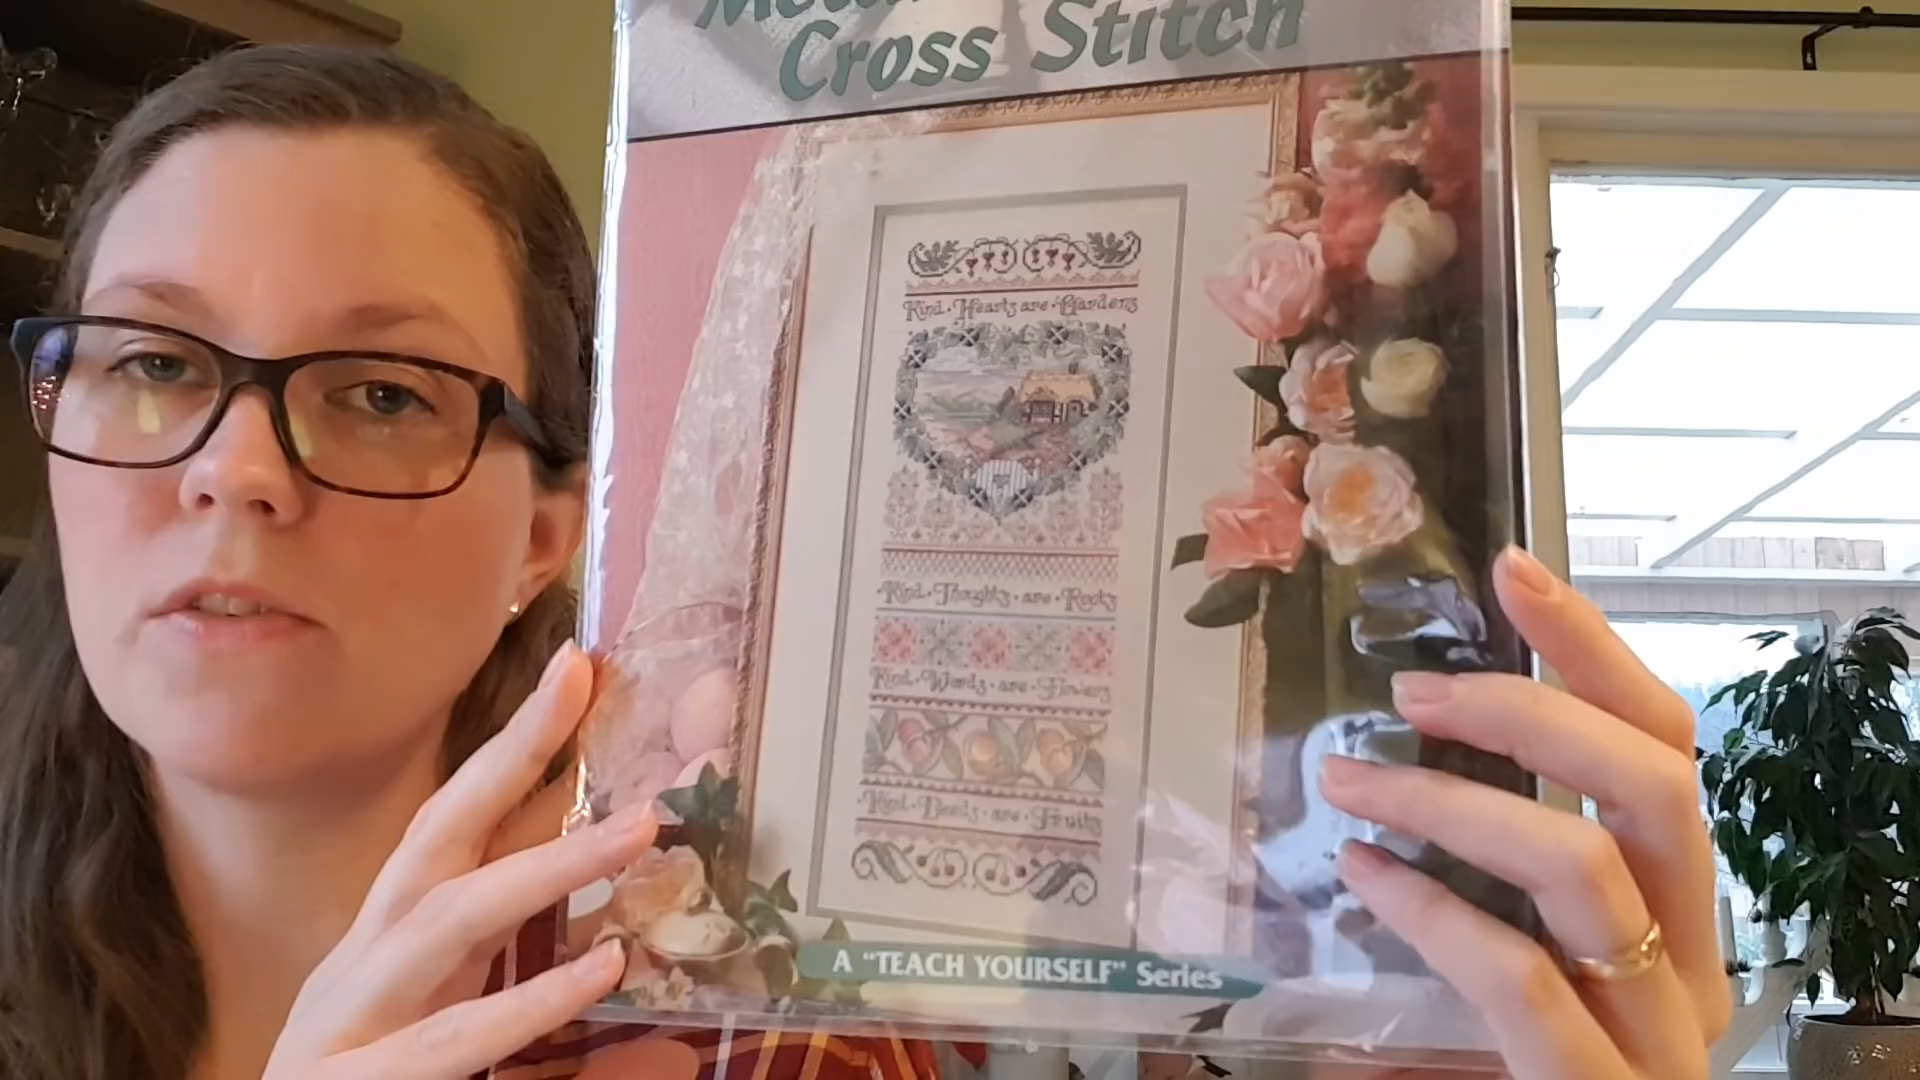 Cross Stitch
Kind • Hearts are • Gardens
• Kind • Thoughts • are • Roots
Kind • Words • are • Flowers
• Kind • Deeds • are • Fruits
A "TEACH YOURSELF" Series